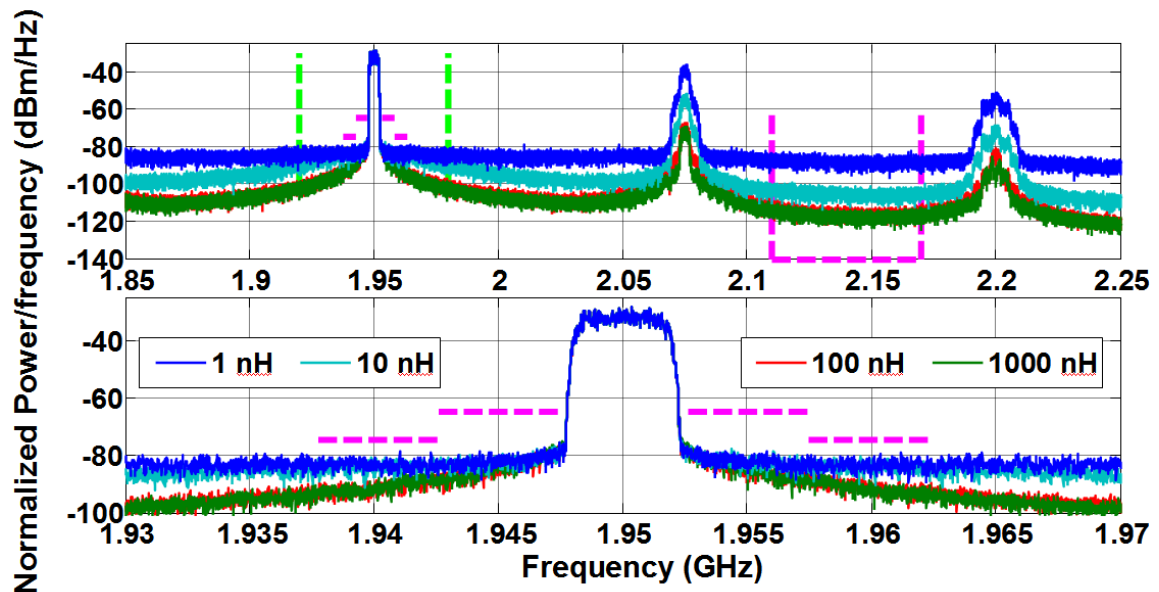 Normalized Power/frequency (dBm/Hz)
-40
-60
-80
-100
-120
-140
1.85 1.9 1.95 2 2.05 2.1 2.15 2.2 2.25
-40
-60
-80
-100
1 nH 10 nH 100 nH 1000 nH
1.93 1.935 1.94 1.945 1.95 1.955 1.96 1.965 1.97
Frequency (GHz)